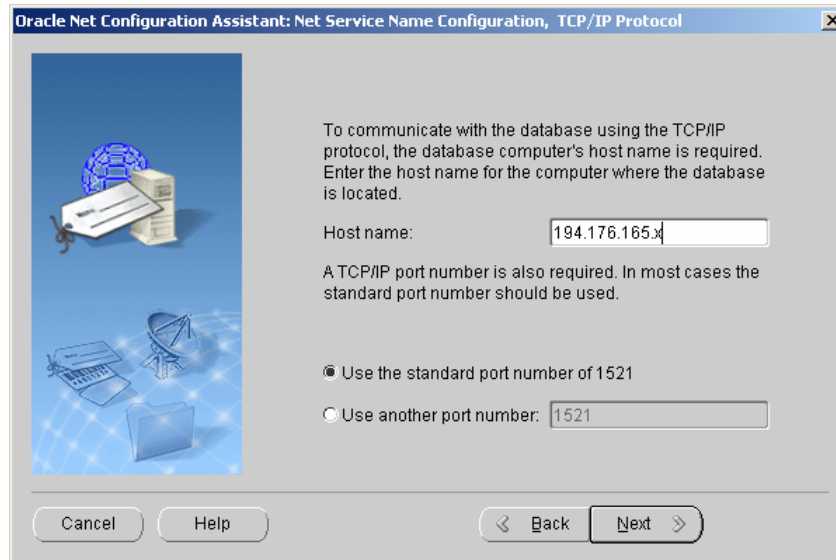 Oracle Net Configuration Assistant: Net Service Name Configuration, TCP/IP Protocol
To communicate with the database using the TCP/IP
protocol, the database computer's host name is required.
Enter the host name for the computer where the database
is located.
Host name: 194.176.165.x
A TCP/IP port number is also required. In most cases the
standard port number should be used.
Use the standard port number of 1521
Use another port number: 1521
Cancel Help Back Next